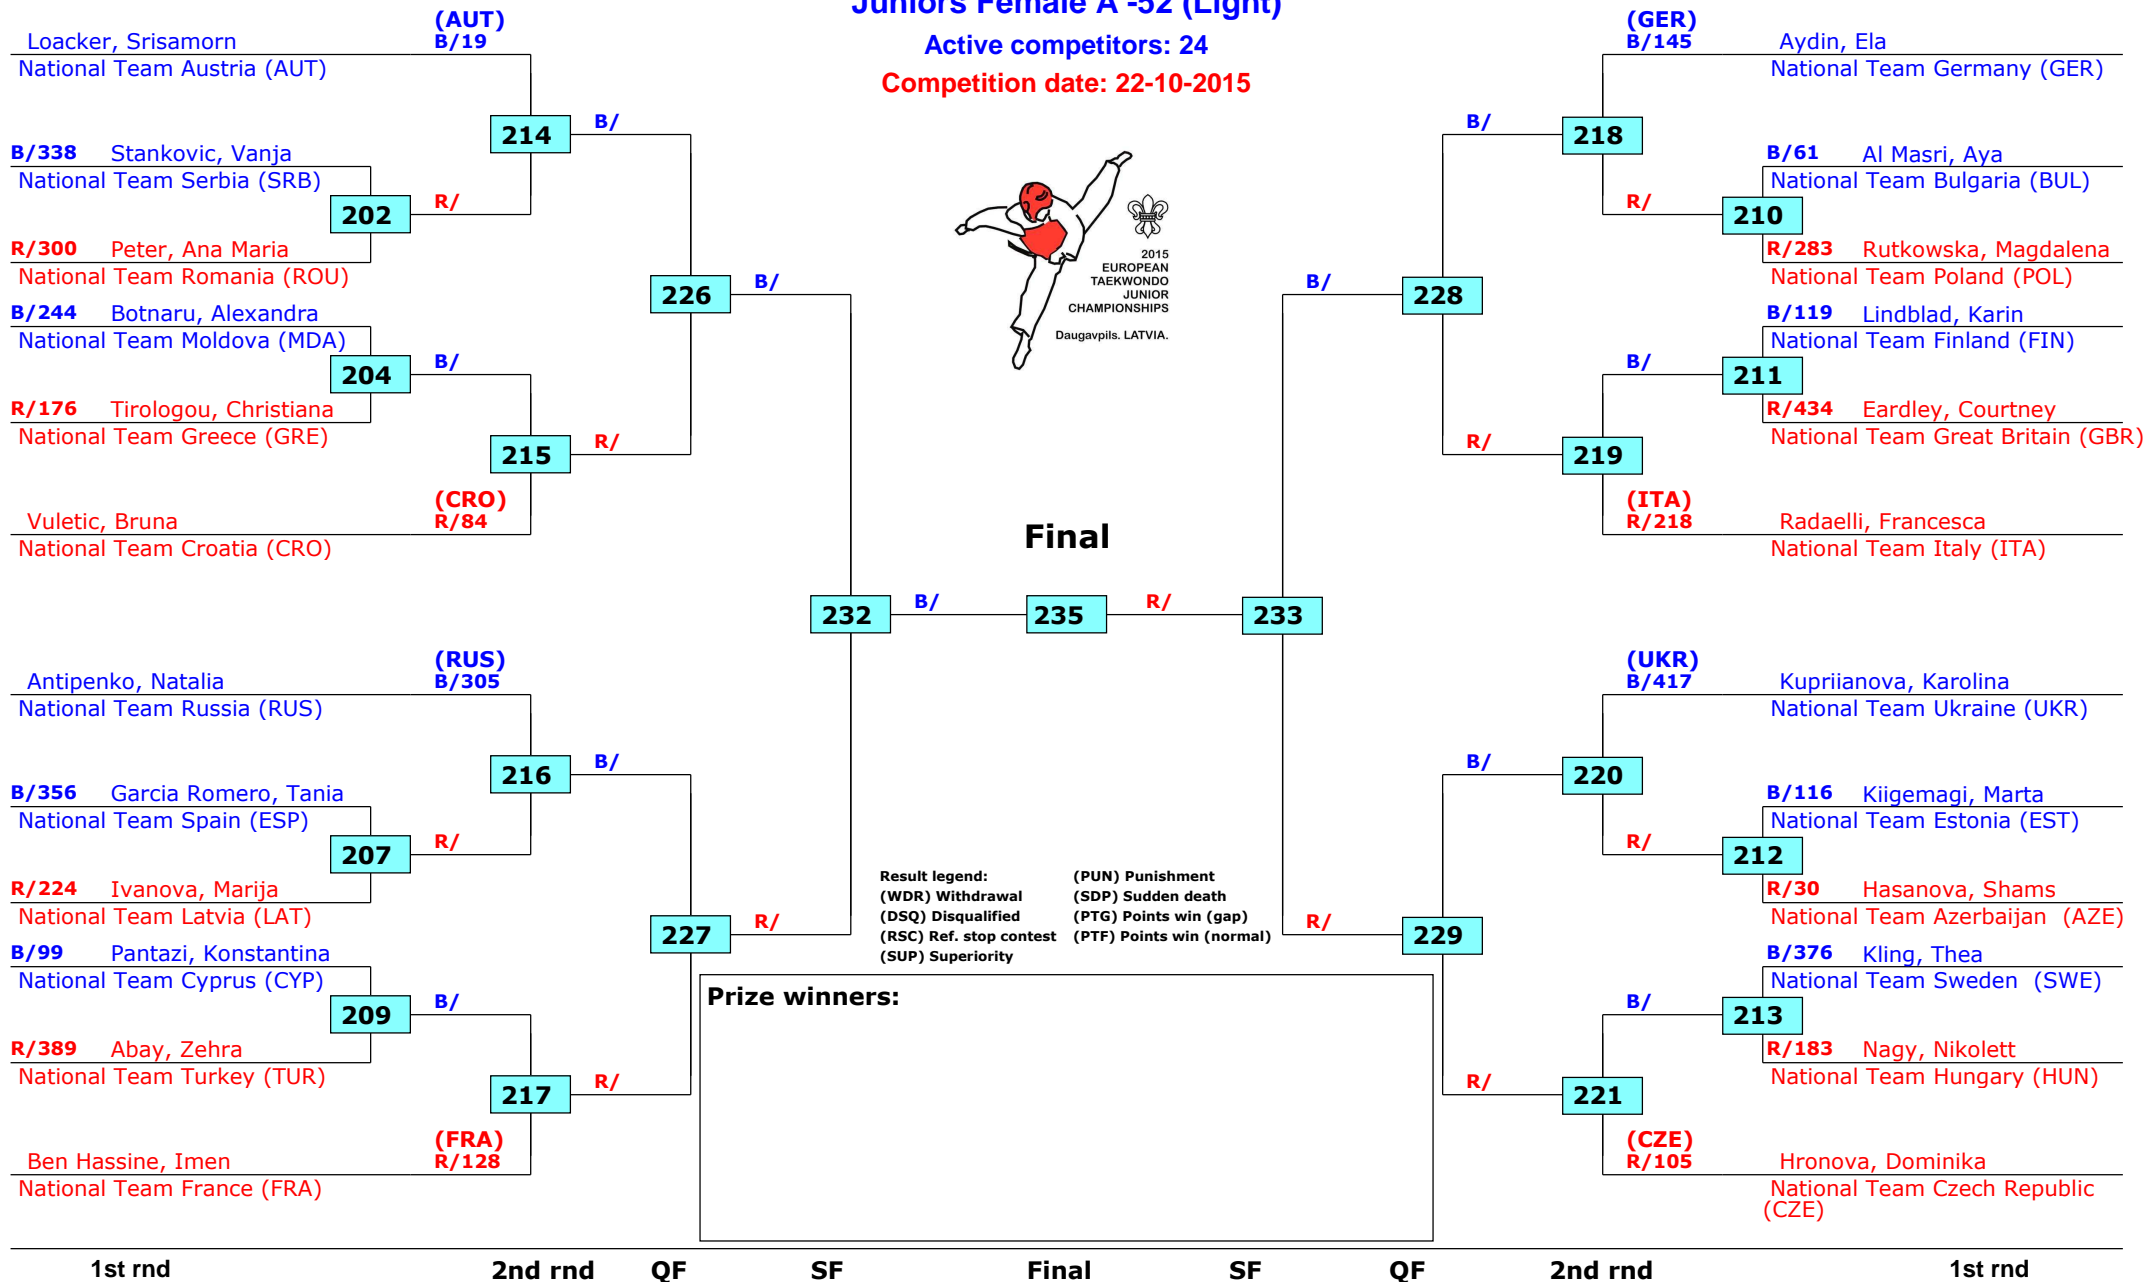 Juniors Female A -52 (Light)
Active competitors: 24
Competition date: 22-10-2015
(AUT)
Loacker, Srisamorn B/19
National Team Austria (AUT)
214
B/
B/338 Stankovic, Vanja
National Team Serbia (SRB)
202
R/
R/300 Peter, Ana Maria
National Team Romania (ROU)
226
B/
B/244 Botnaru, Alexandra
National Team Moldova (MDA)
204
B/
R/176 Tirologou, Christiana
National Team Greece (GRE)
215
R/
(CRO)
Vuletic, Bruna R/84
National Team Croatia (CRO)
232
B/
(RUS)
Antipenko, Natalia B/305
National Team Russia (RUS)
216
B/
B/356 Garcia Romero, Tania
National Team Spain (ESP)
207
R/
R/224 Ivanova, Marija
National Team Latvia (LAT)
227
R/
B/99 Pantazi, Konstantina
National Team Cyprus (CYP)
209
B/
R/389 Abay, Zehra
National Team Turkey (TUR)
217
R/
(FRA)
Ben Hassine, Imen R/128
National Team France (FRA)
2015
EUROPEAN
TAEKWONDO
JUNIOR
CHAMPIONSHIPS
Daugavpils. LATVIA.
Final
235
R/
233
(GER)
B/145 Aydin, Ela
National Team Germany (GER)
B/
218
B/61 Al Masri, Aya
National Team Bulgaria (BUL)
R/
210
R/283 Rutkowska, Magdalena
National Team Poland (POL)
B/
228
B/119 Lindblad, Karin
National Team Finland (FIN)
B/
211
R/434 Eardley, Courtney
National Team Great Britain (GBR)
R/
219
(ITA)
R/218 Radaelli, Francesca
National Team Italy (ITA)
(UKR)
B/417 Kupriianova, Karolina
National Team Ukraine (UKR)
B/
220
B/116 Kiigemagi, Marta
National Team Estonia (EST)
R/
212
R/30 Hasanova, Shams
National Team Azerbaijan (AZE)
R/
229
B/376 Kling, Thea
National Team Sweden (SWE)
B/
213
R/183 Nagy, Nikolett
National Team Hungary (HUN)
R/
221
(CZE)
R/105 Hronova, Dominika
National Team Czech Republic
(CZE)
Result legend: (PUN) Punishment
(WDR) Withdrawal (SDP) Sudden death
(DSQ) Disqualified (PTG) Points win (gap)
(RSC) Ref. stop contest (PTF) Points win (normal)
(SUP) Superiority
Prize winners:
1st rnd 2nd rnd QF SF Final SF QF 2nd rnd 1st rnd